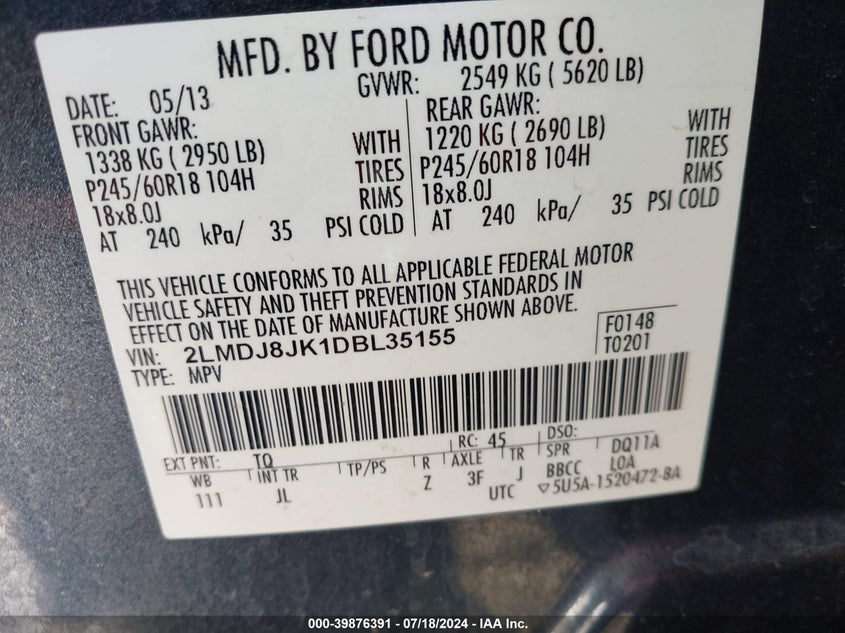 MFD. BY FORD MOTOR CO.
DATE: 05/13 GVWR: 2549 KG ( 5620 LB)
FRONT GAWR: REAR GAWR:
1338 KG ( 2950 LB) WITH 1220 KG ( 2690 LB) WITH
P245/60R18 104H TIRES P245/60R18 104H TIRES
18x8.0J RIMS 18x8.0J RIMS
AT 240 kPa/ 35 PSI COLD AT 240 kPa/ 35 PSI COLD
THIS VEHICLE CONFORMS TO ALL APPLICABLE FEDERAL MOTOR
VEHICLE SAFETY AND THEFT PREVENTION STANDARDS IN
EFFECT ON THE DATE OF MANUFACTURE SHOWN ABOVE.
VIN: 2LMDJ8JK1DBL35155 F0148
TYPE: MPV T0201
EXT PNT: TQ RC: 45 DSO: DQ11A
WB INT TR TP/PS R AXLE TR SPR LOA
111 JL Z 3F J BBCC
UTC ▽5U5A-1520472-BA
000-39876391 / 07/18/2024 - IAA Inc.